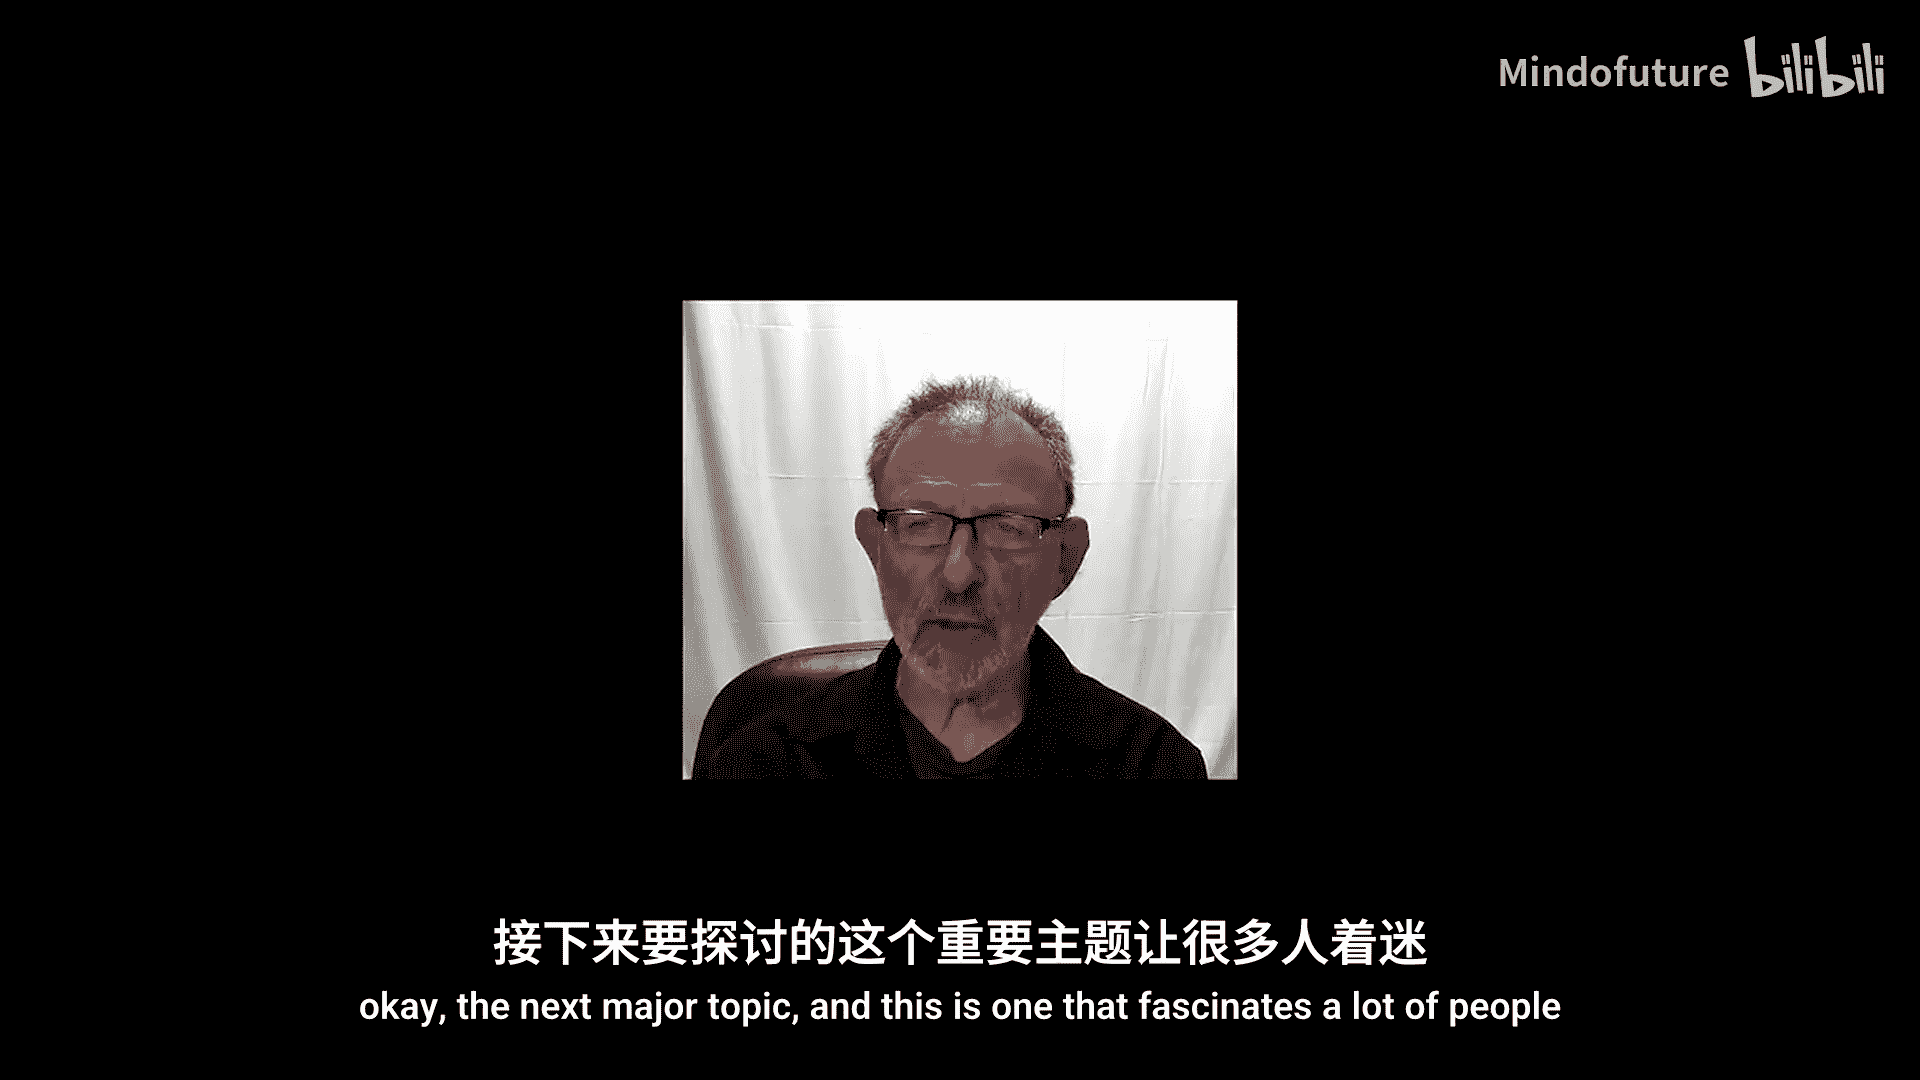 Mindofuture bilibili
接下来要探讨的这个重要主题让很多人着迷
okay, the next major topic, and this is one that fascinates a lot of people